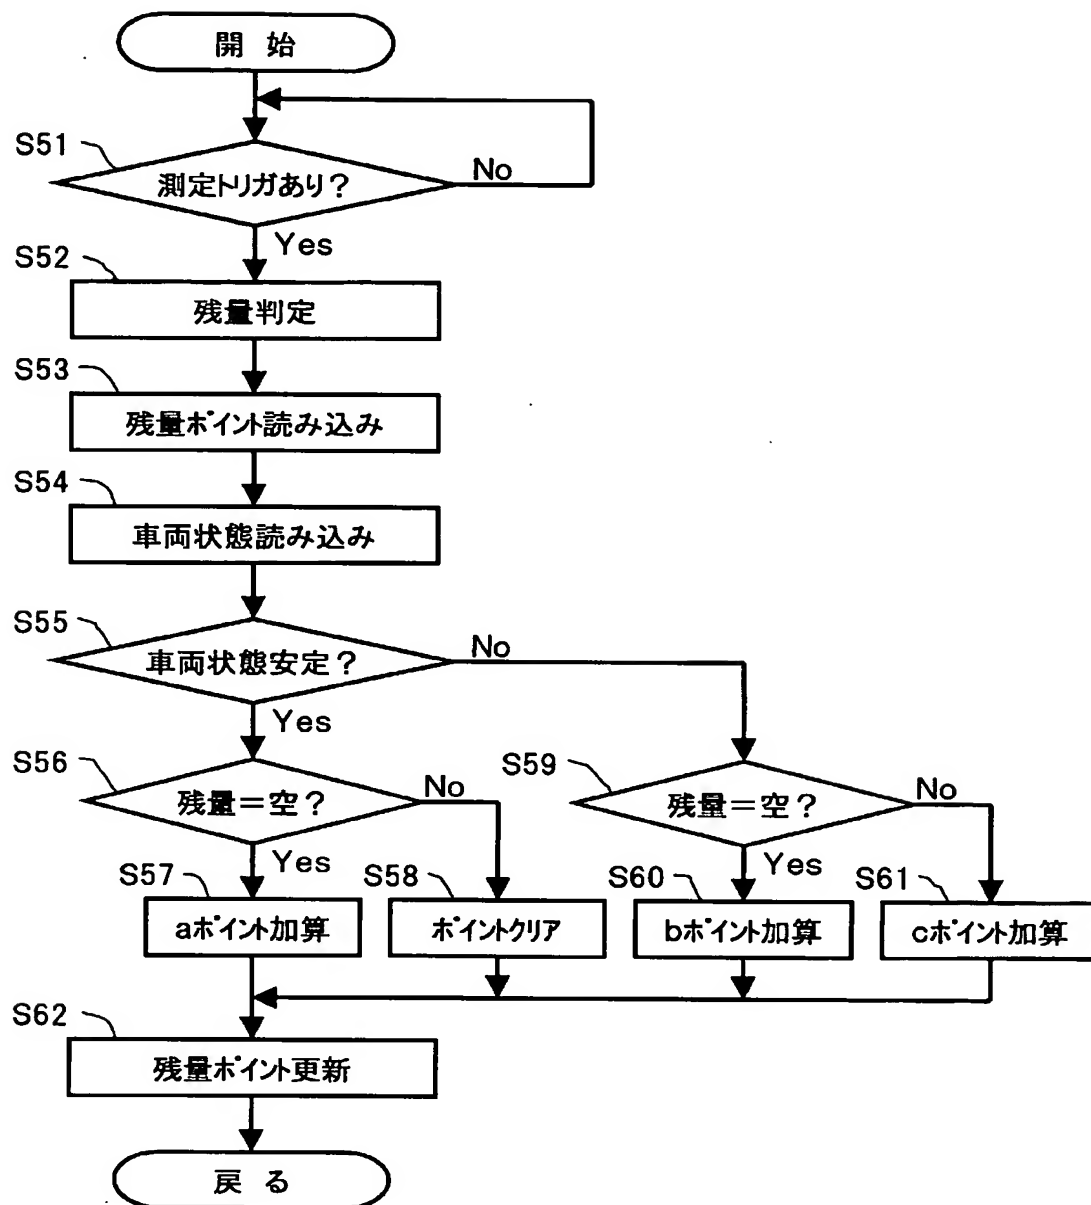 開 始
S51
測定トリガあり?
No
Yes
S52
残量判定
S53
残量ポイント読み込み
S54
車両状態読み込み
S55
車両状態安定?
No
Yes
S56
残量=空?
No
S59
残量=空?
No
Yes
Yes
S57
aポイント加算
S58
ポイントクリア
S60
bポイント加算
S61
cポイント加算
S62
残量ポイント更新
戻 る